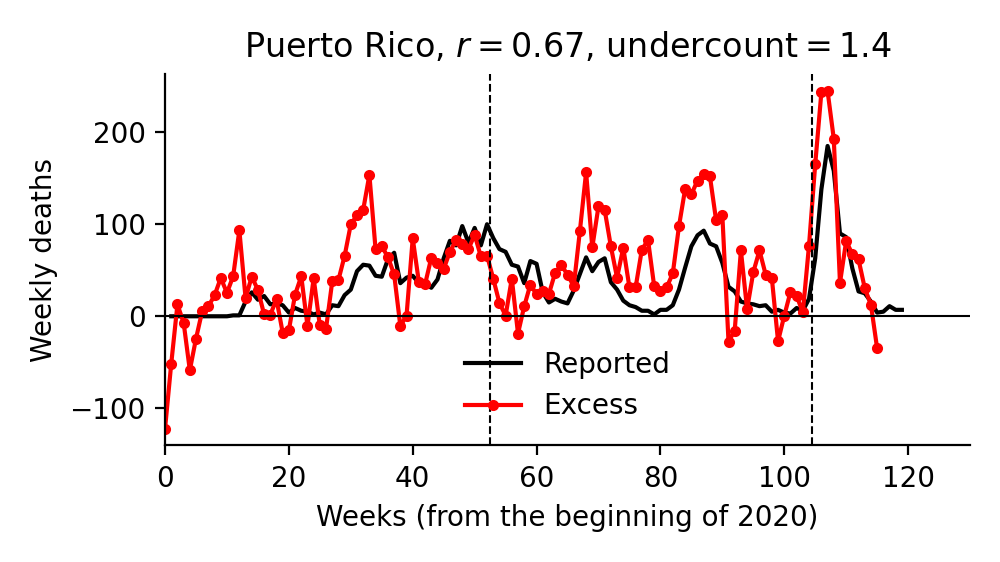 Puerto Rico, r = 0.67, undercount = 1.4
Weekly deaths
200
100
0
−100
Reported
Excess
0 20 40 60 80 100 120
Weeks (from the beginning of 2020)